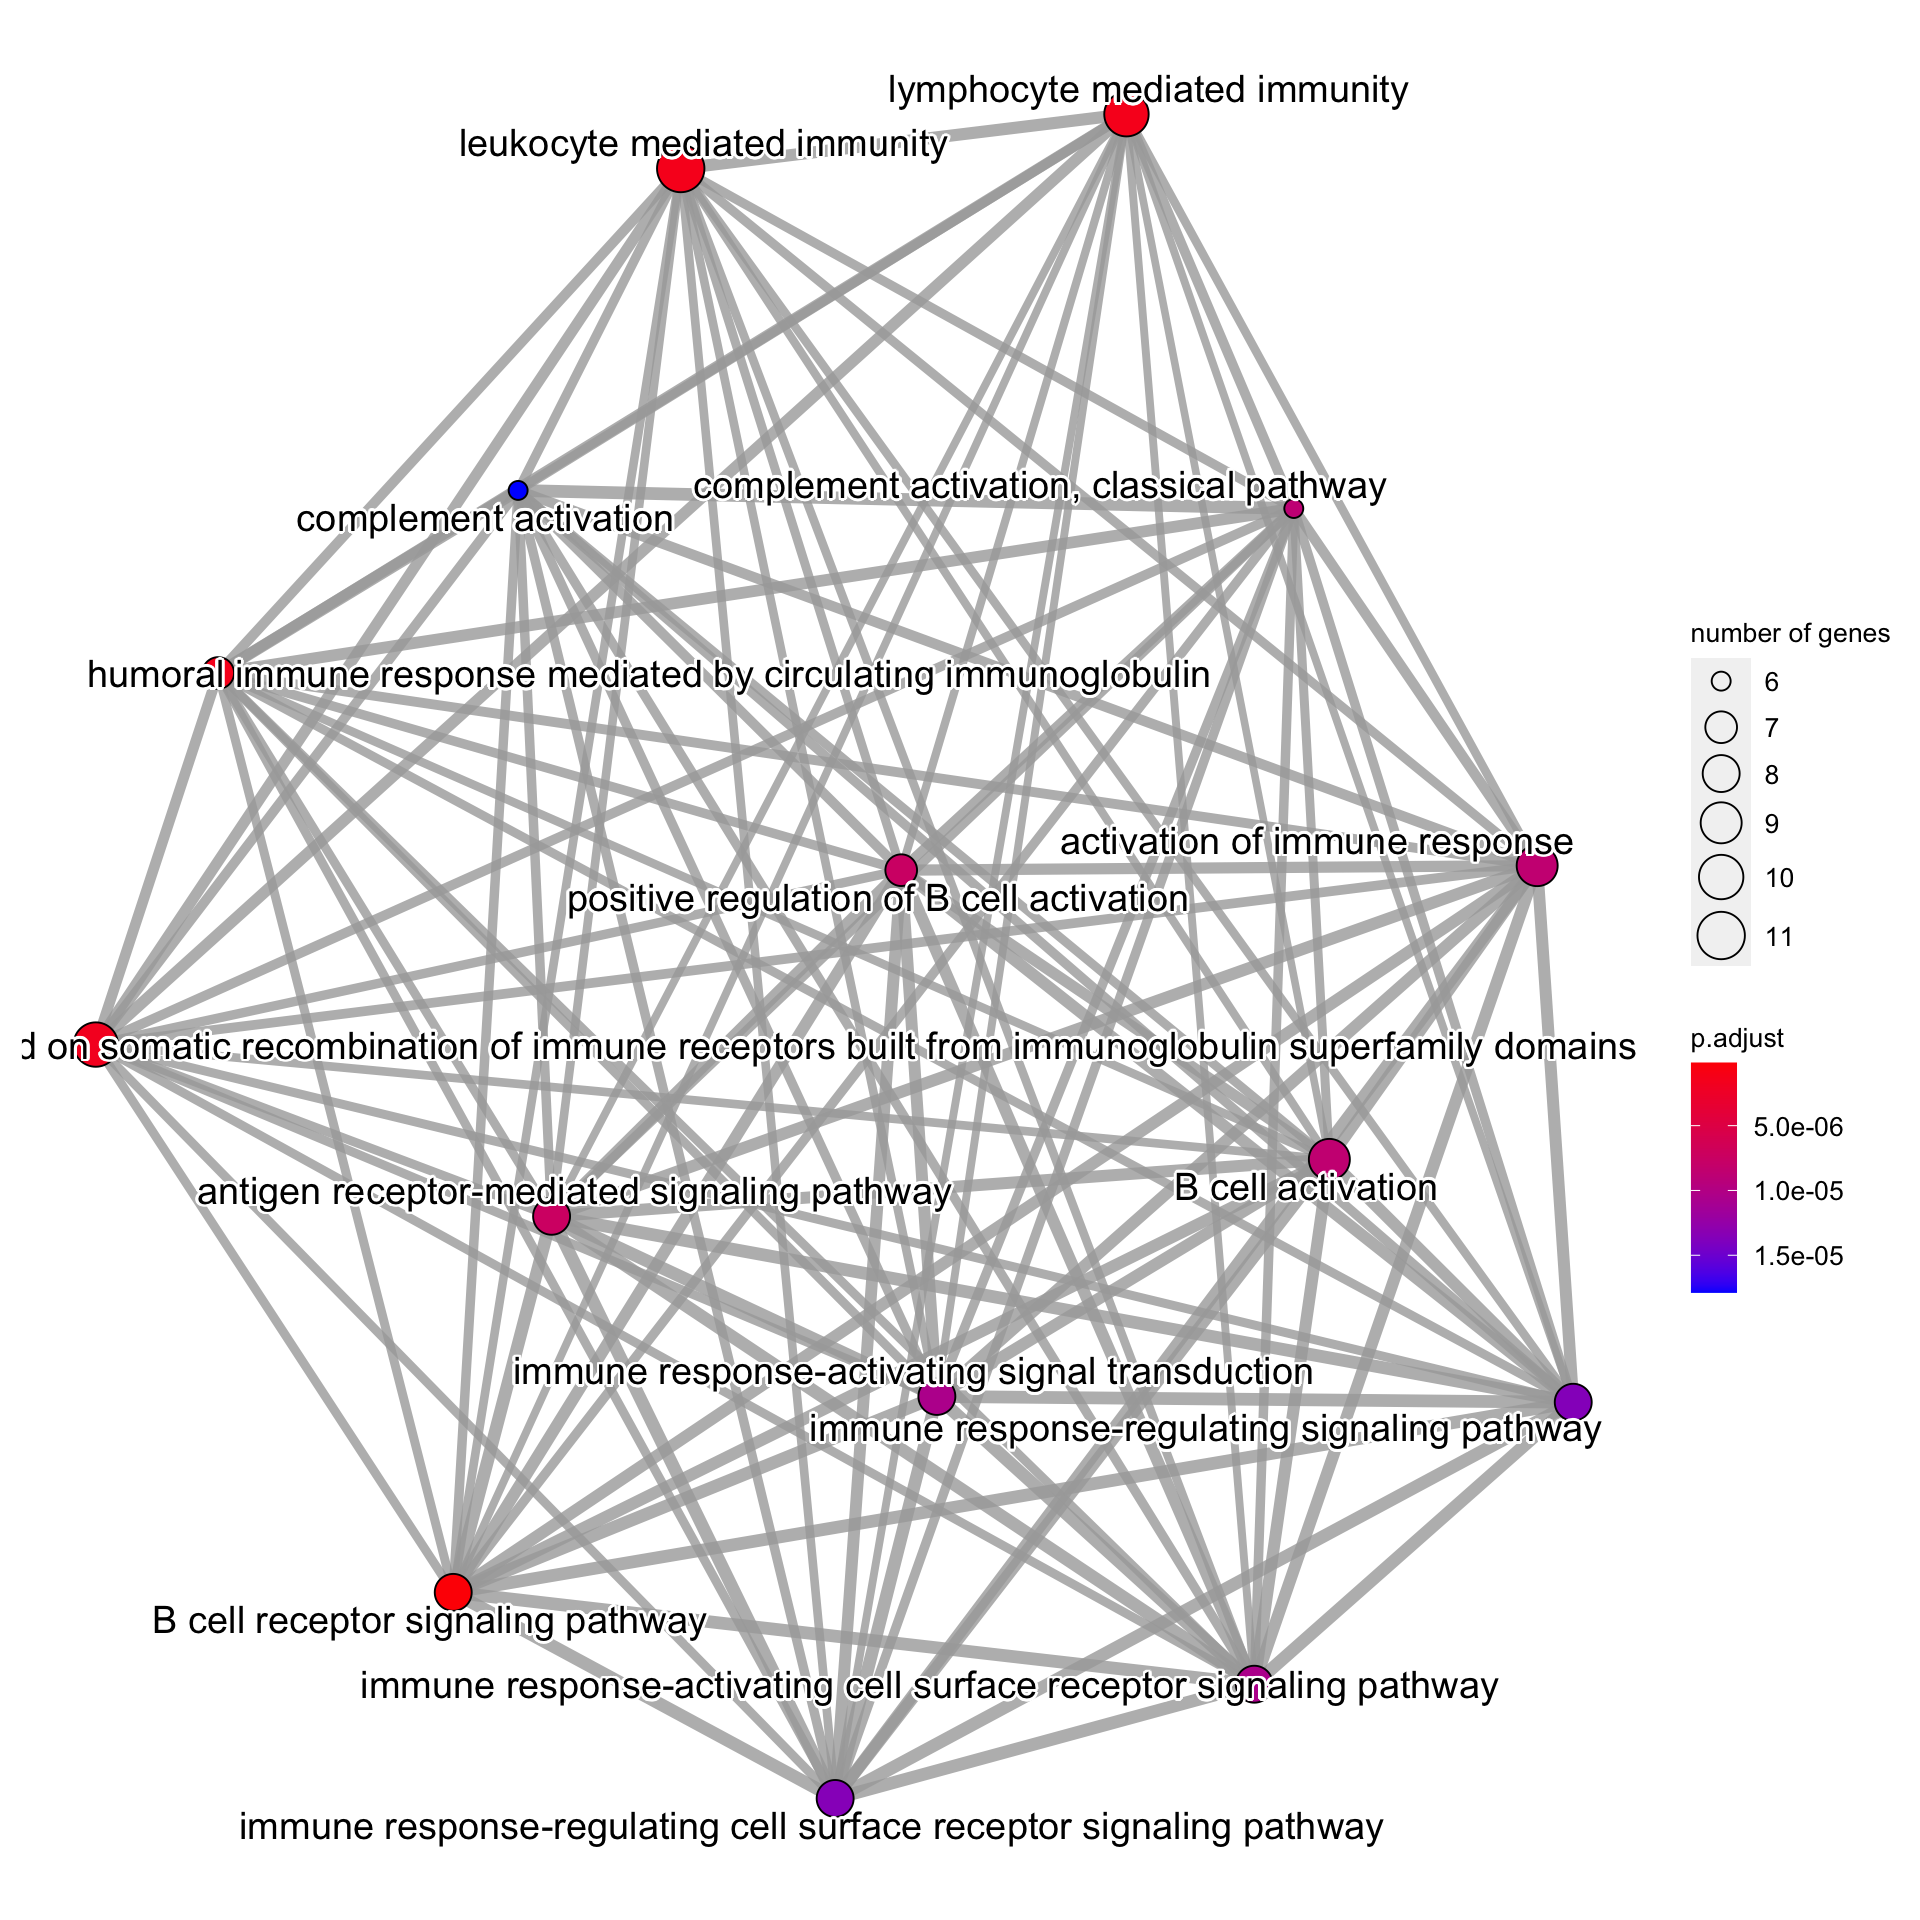 lymphocyte mediated immunity
leukocyte mediated immunity
complement activation, classical pathway
complement activation
humoral immune response mediated by circulating immunoglobulin
number of genes
6
7
8
9
10
11
activation of immune response
positive regulation of B cell activation
d on somatic recombination of immune receptors built from immunoglobulin superfamily domains
p.adjust
5.0e-06
1.0e-05
1.5e-05
antigen receptor-mediated signaling pathway
B cell activation
immune response-activating signal transduction
immune response-regulating signaling pathway
B cell receptor signaling pathway
immune response-activating cell surface receptor signaling pathway
immune response-regulating cell surface receptor signaling pathway